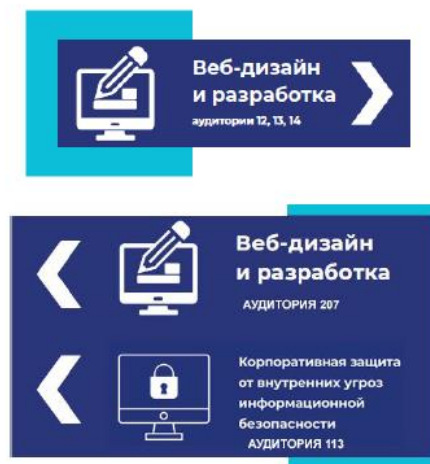 Веб-дизайн
и разработка
аудитории 12, 13, 14
Веб-дизайн
и разработка
АУДИТОРИЯ 207
Корпоративная защита
от внутренних угроз
информационной
безопасности
АУДИТОРИЯ 113